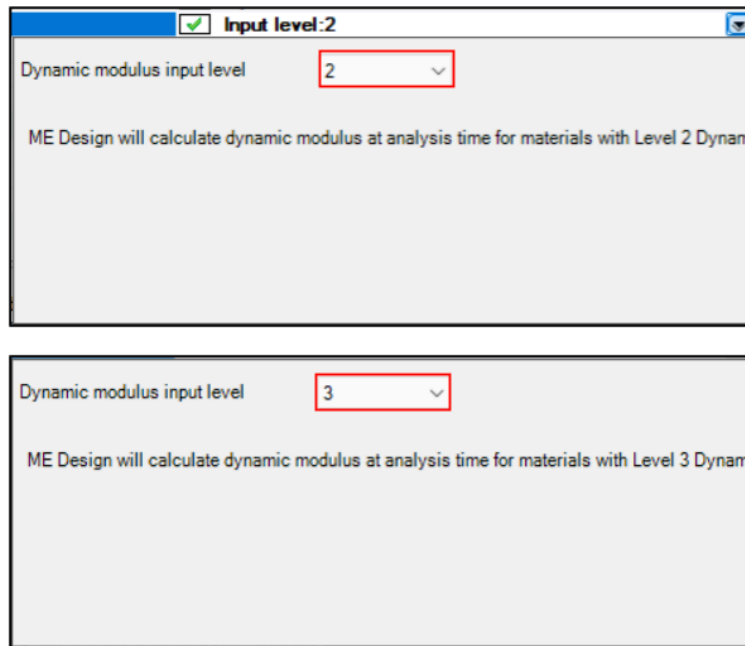 Input level:2
Dynamic modulus input level 2
ME Design will calculate dynamic modulus at analysis time for materials with Level 2 Dynam
Dynamic modulus input level 3
ME Design will calculate dynamic modulus at analysis time for materials with Level 3 Dynam